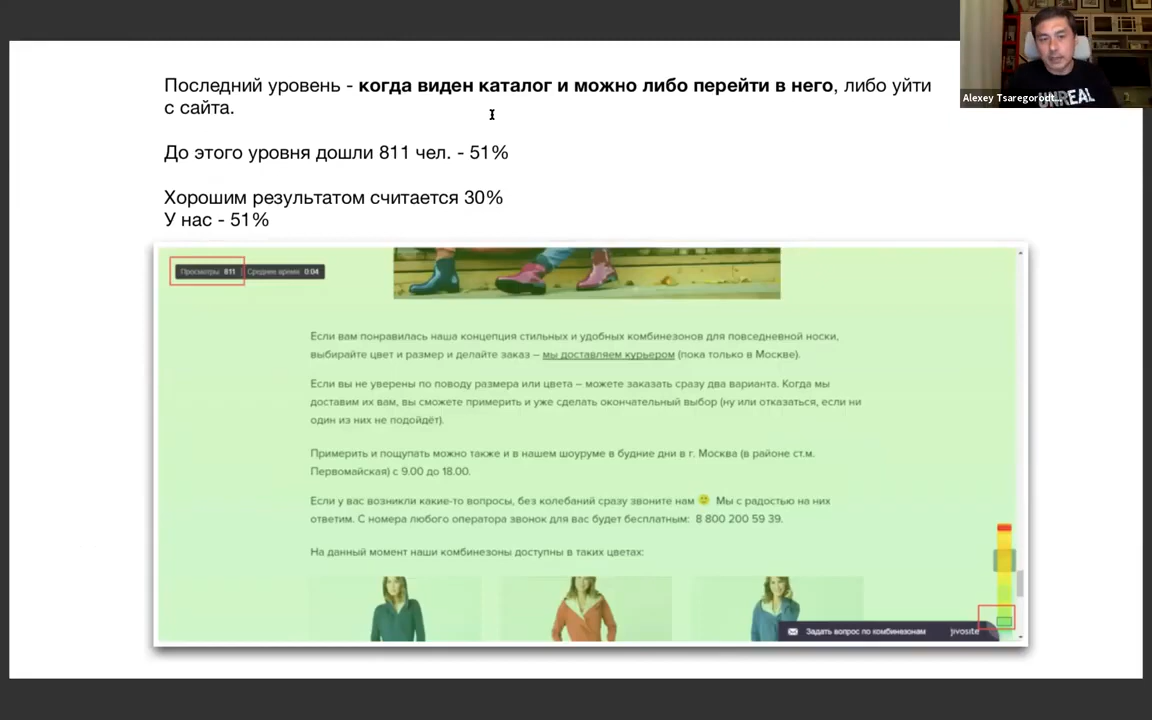 Последний уровень - когда виден каталог и можно либо перейти в него, либо уйти
с сайта.
До этого уровня дошли 811 чел. - 51%
Хорошим результатом считается 30%
У нас - 51%
Просмотры 811 Среднее время 0:04
Если вам понравилась наша концепция стильных и удобных комбинезонов для повседневной носки,
выбирайте цвет и размер и делайте заказ – мы доставляем курьером (пока только в Москве).
Если вы не уверены по поводу размера или цвета – можете заказать сразу два варианта. Когда мы
доставим их вам, вы сможете примерить и уже сделать окончательный выбор (ну или отказаться, если ни
один из них не подойдёт).
Примерить и пощупать можно также и в нашем шоуруме в будние дни в г. Москва (в районе ст.м.
Первомайская) с 9.00 до 18.00.
Если у вас возникли какие-то вопросы, без колебаний сразу звоните нам Мы с радостью на них
ответим. С номера любого оператора звонок для вас будет бесплатным: 8 800 200 59 39.
На данный момент наши комбинезоны доступны в таких цветах:
Задать вопрос по комбинезонам jivosite
Alexey Tsaregorodt...
UNREAL